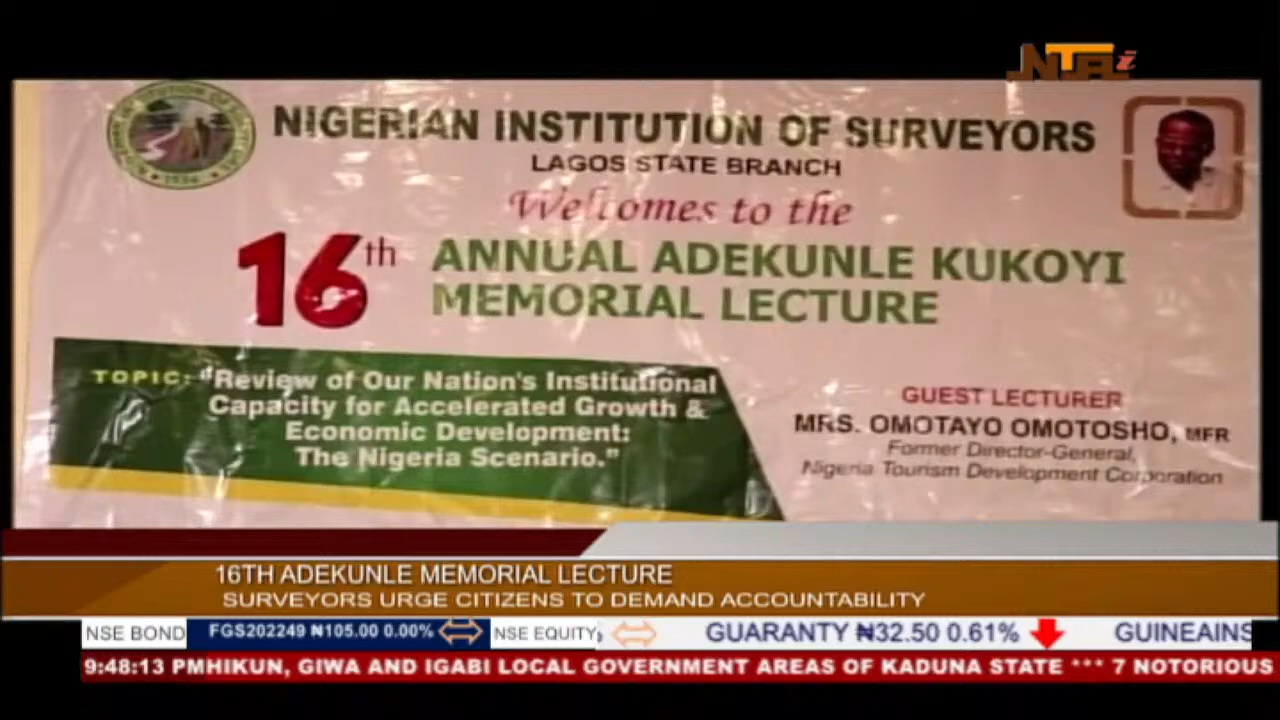 NTA i
NIGERIAN INSTITUTION OF SURVEYORS
LAGOS STATE BRANCH
Welcomes to the
16th ANNUAL ADEKUNLE KUKOYI
MEMORIAL LECTURE
TOPIC: "Review of Our Nation's Institutional
Capacity for Accelerated Growth &
Economic Development:
The Nigeria Scenario."
GUEST LECTURER
MRS. OMOTAYO OMOTOSHO, MFR
Former Director-General,
Nigeria Tourism Development Corporation
1934
16TH ADEKUNLE MEMORIAL LECTURE
SURVEYORS URGE CITIZENS TO DEMAND ACCOUNTABILITY
NSE BOND FGS202249 ₦105.00 0.00% NSE EQUITY GUARANTY ₦32.50 0.61% GUINEAINS
9:48:13 PM HIKUN, GIWA AND IGABI LOCAL GOVERNMENT AREAS OF KADUNA STATE *** 7 NOTORIOUS